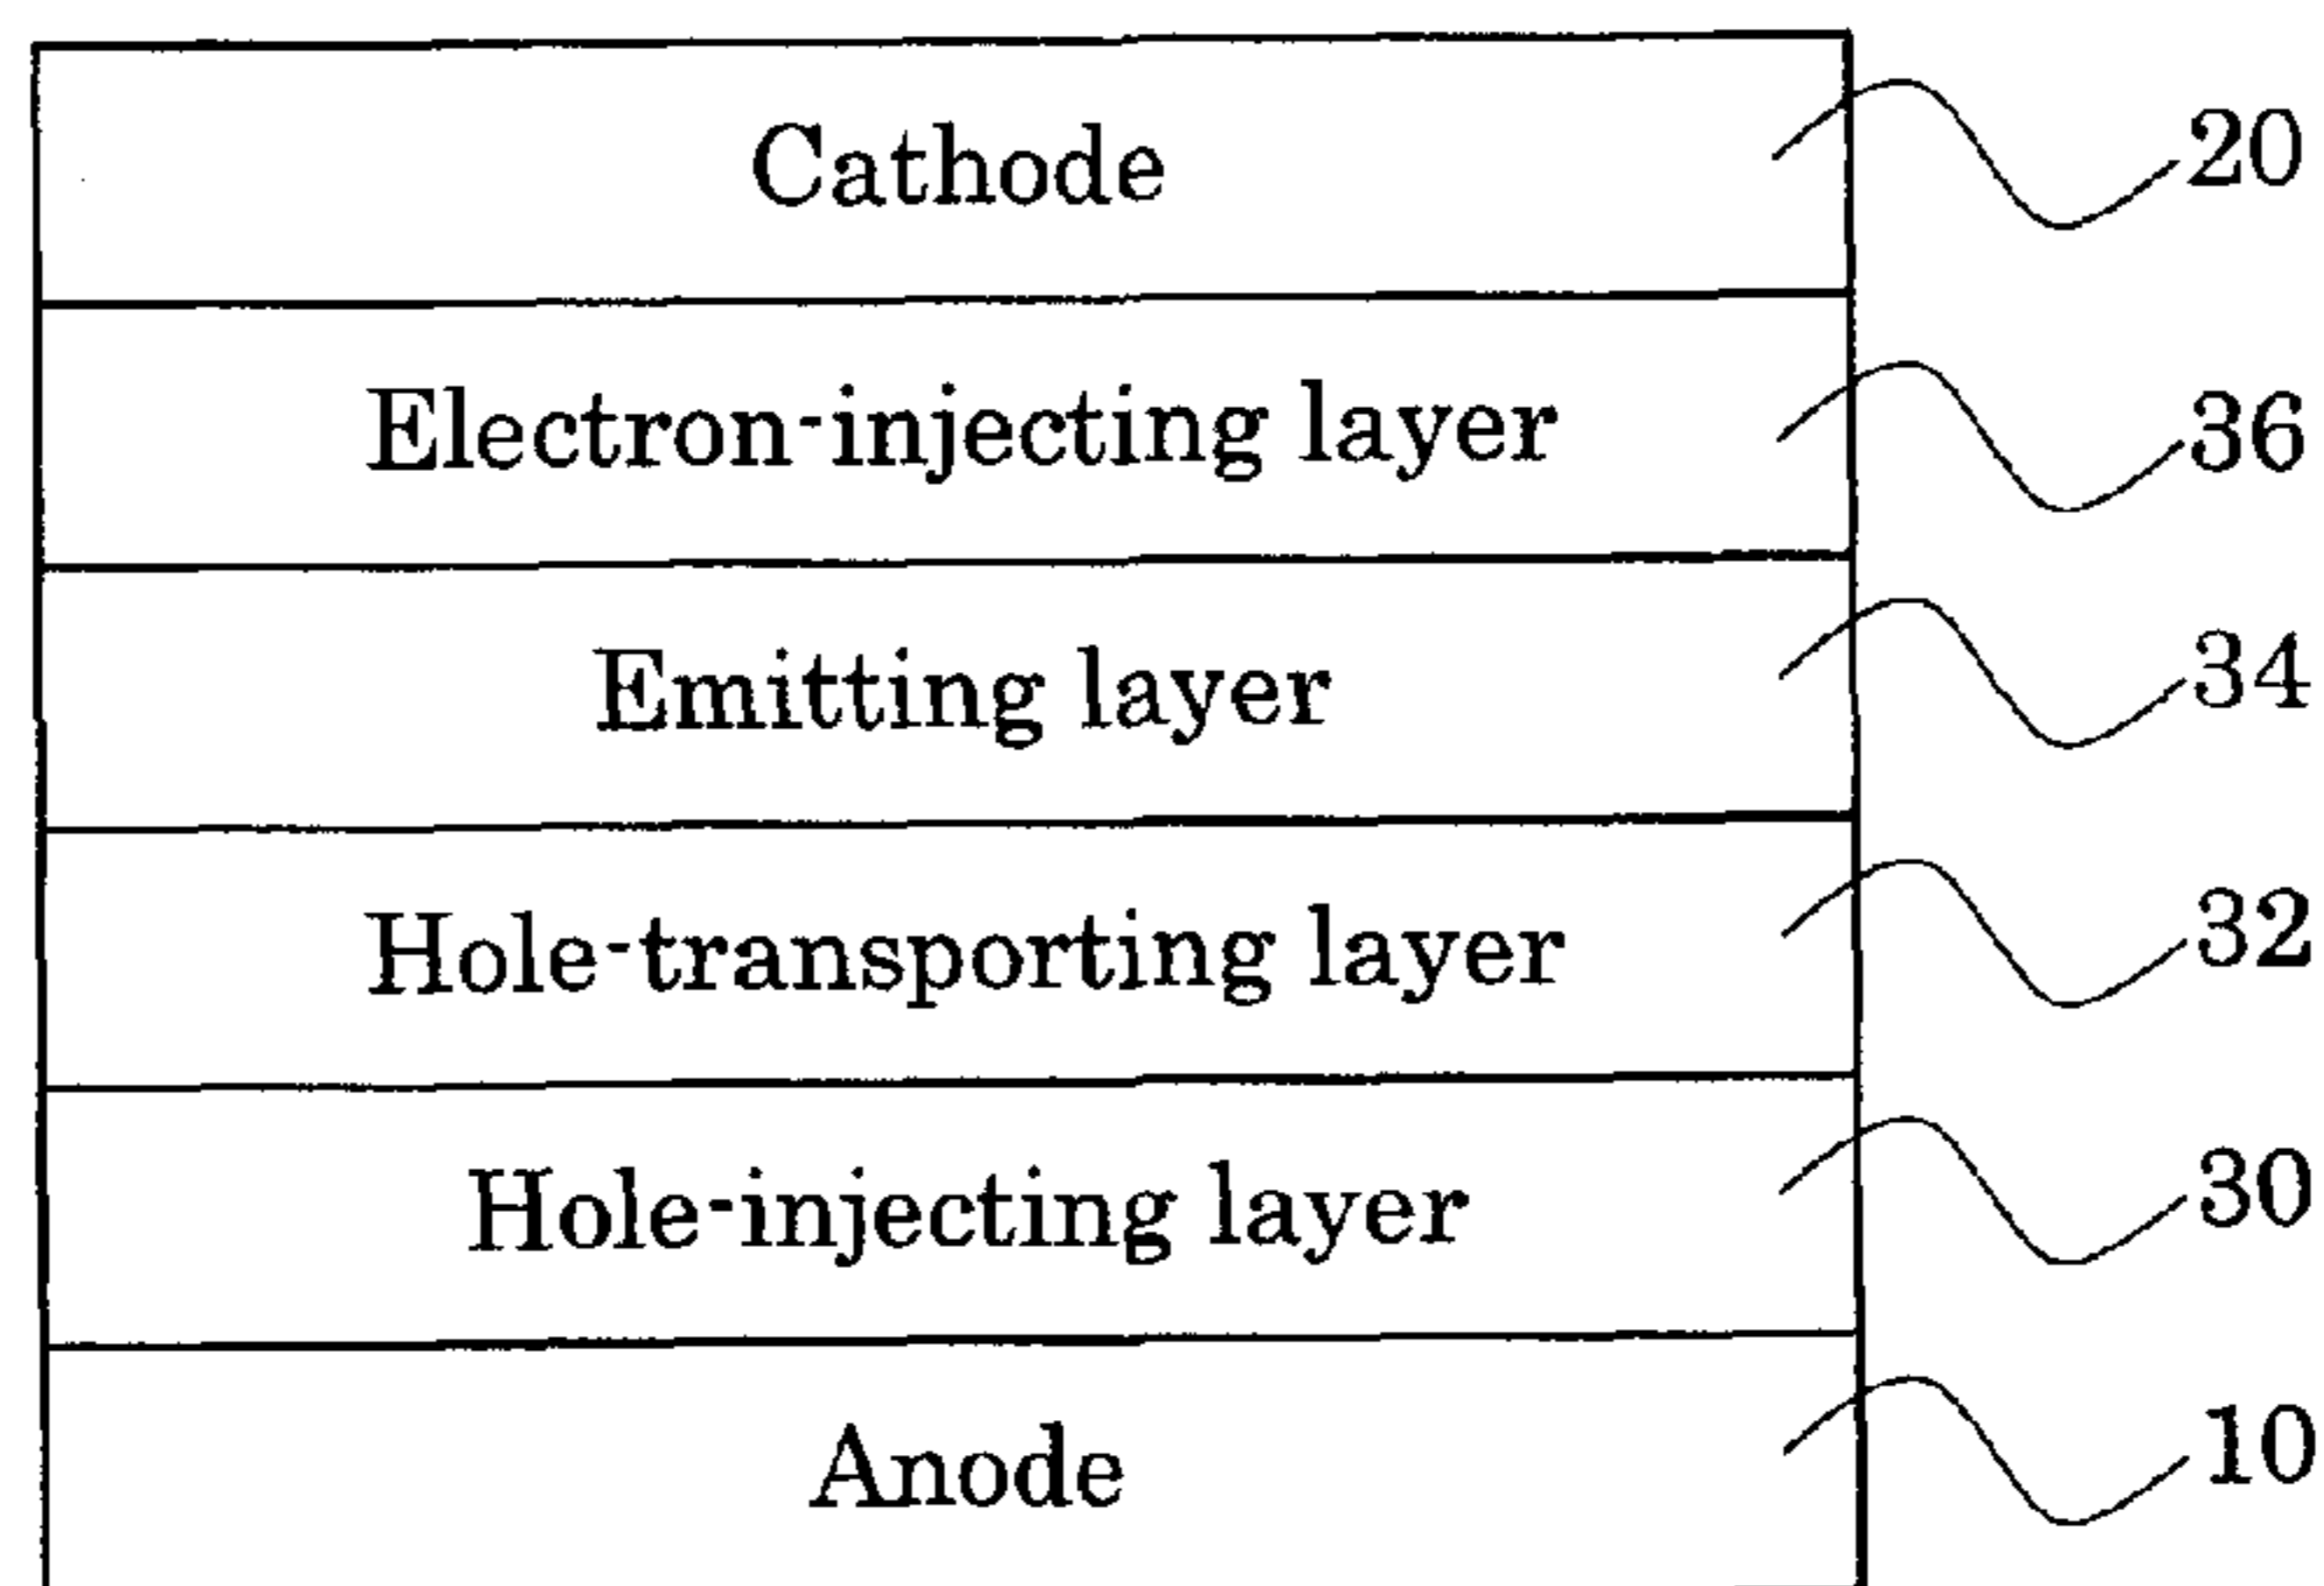 Cathode 20
Electron-injecting layer 36
Emitting layer 34
Hole-transporting layer 32
Hole-injecting layer 30
Anode 10